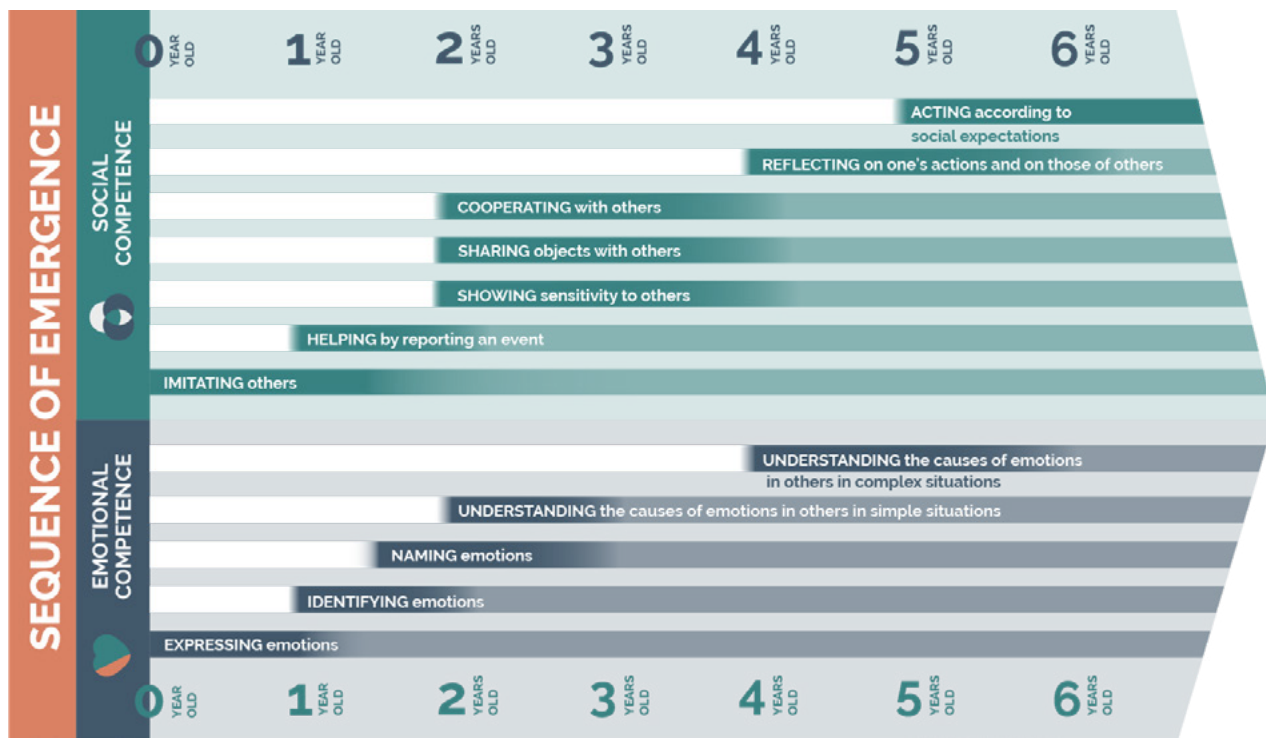 SEQUENCE OF EMERGENCE
SOCIAL
COMPETENCE
0 YEAR OLD
1 YEAR OLD
2 YEARS OLD
3 YEARS OLD
4 YEARS OLD
5 YEARS OLD
6 YEARS OLD
ACTING according to
social expectations
REFLECTING on one's actions and on those of others
COOPERATING with others
SHARING objects with others
SHOWING sensitivity to others
HELPING by reporting an event
IMITATING others
EMOTIONAL
COMPETENCE
UNDERSTANDING the causes of emotions
in others in complex situations
UNDERSTANDING the causes of emotions in others in simple situations
NAMING emotions
IDENTIFYING emotions
EXPRESSING emotions
0 YEAR OLD
1 YEAR OLD
2 YEARS OLD
3 YEARS OLD
4 YEARS OLD
5 YEARS OLD
6 YEARS OLD